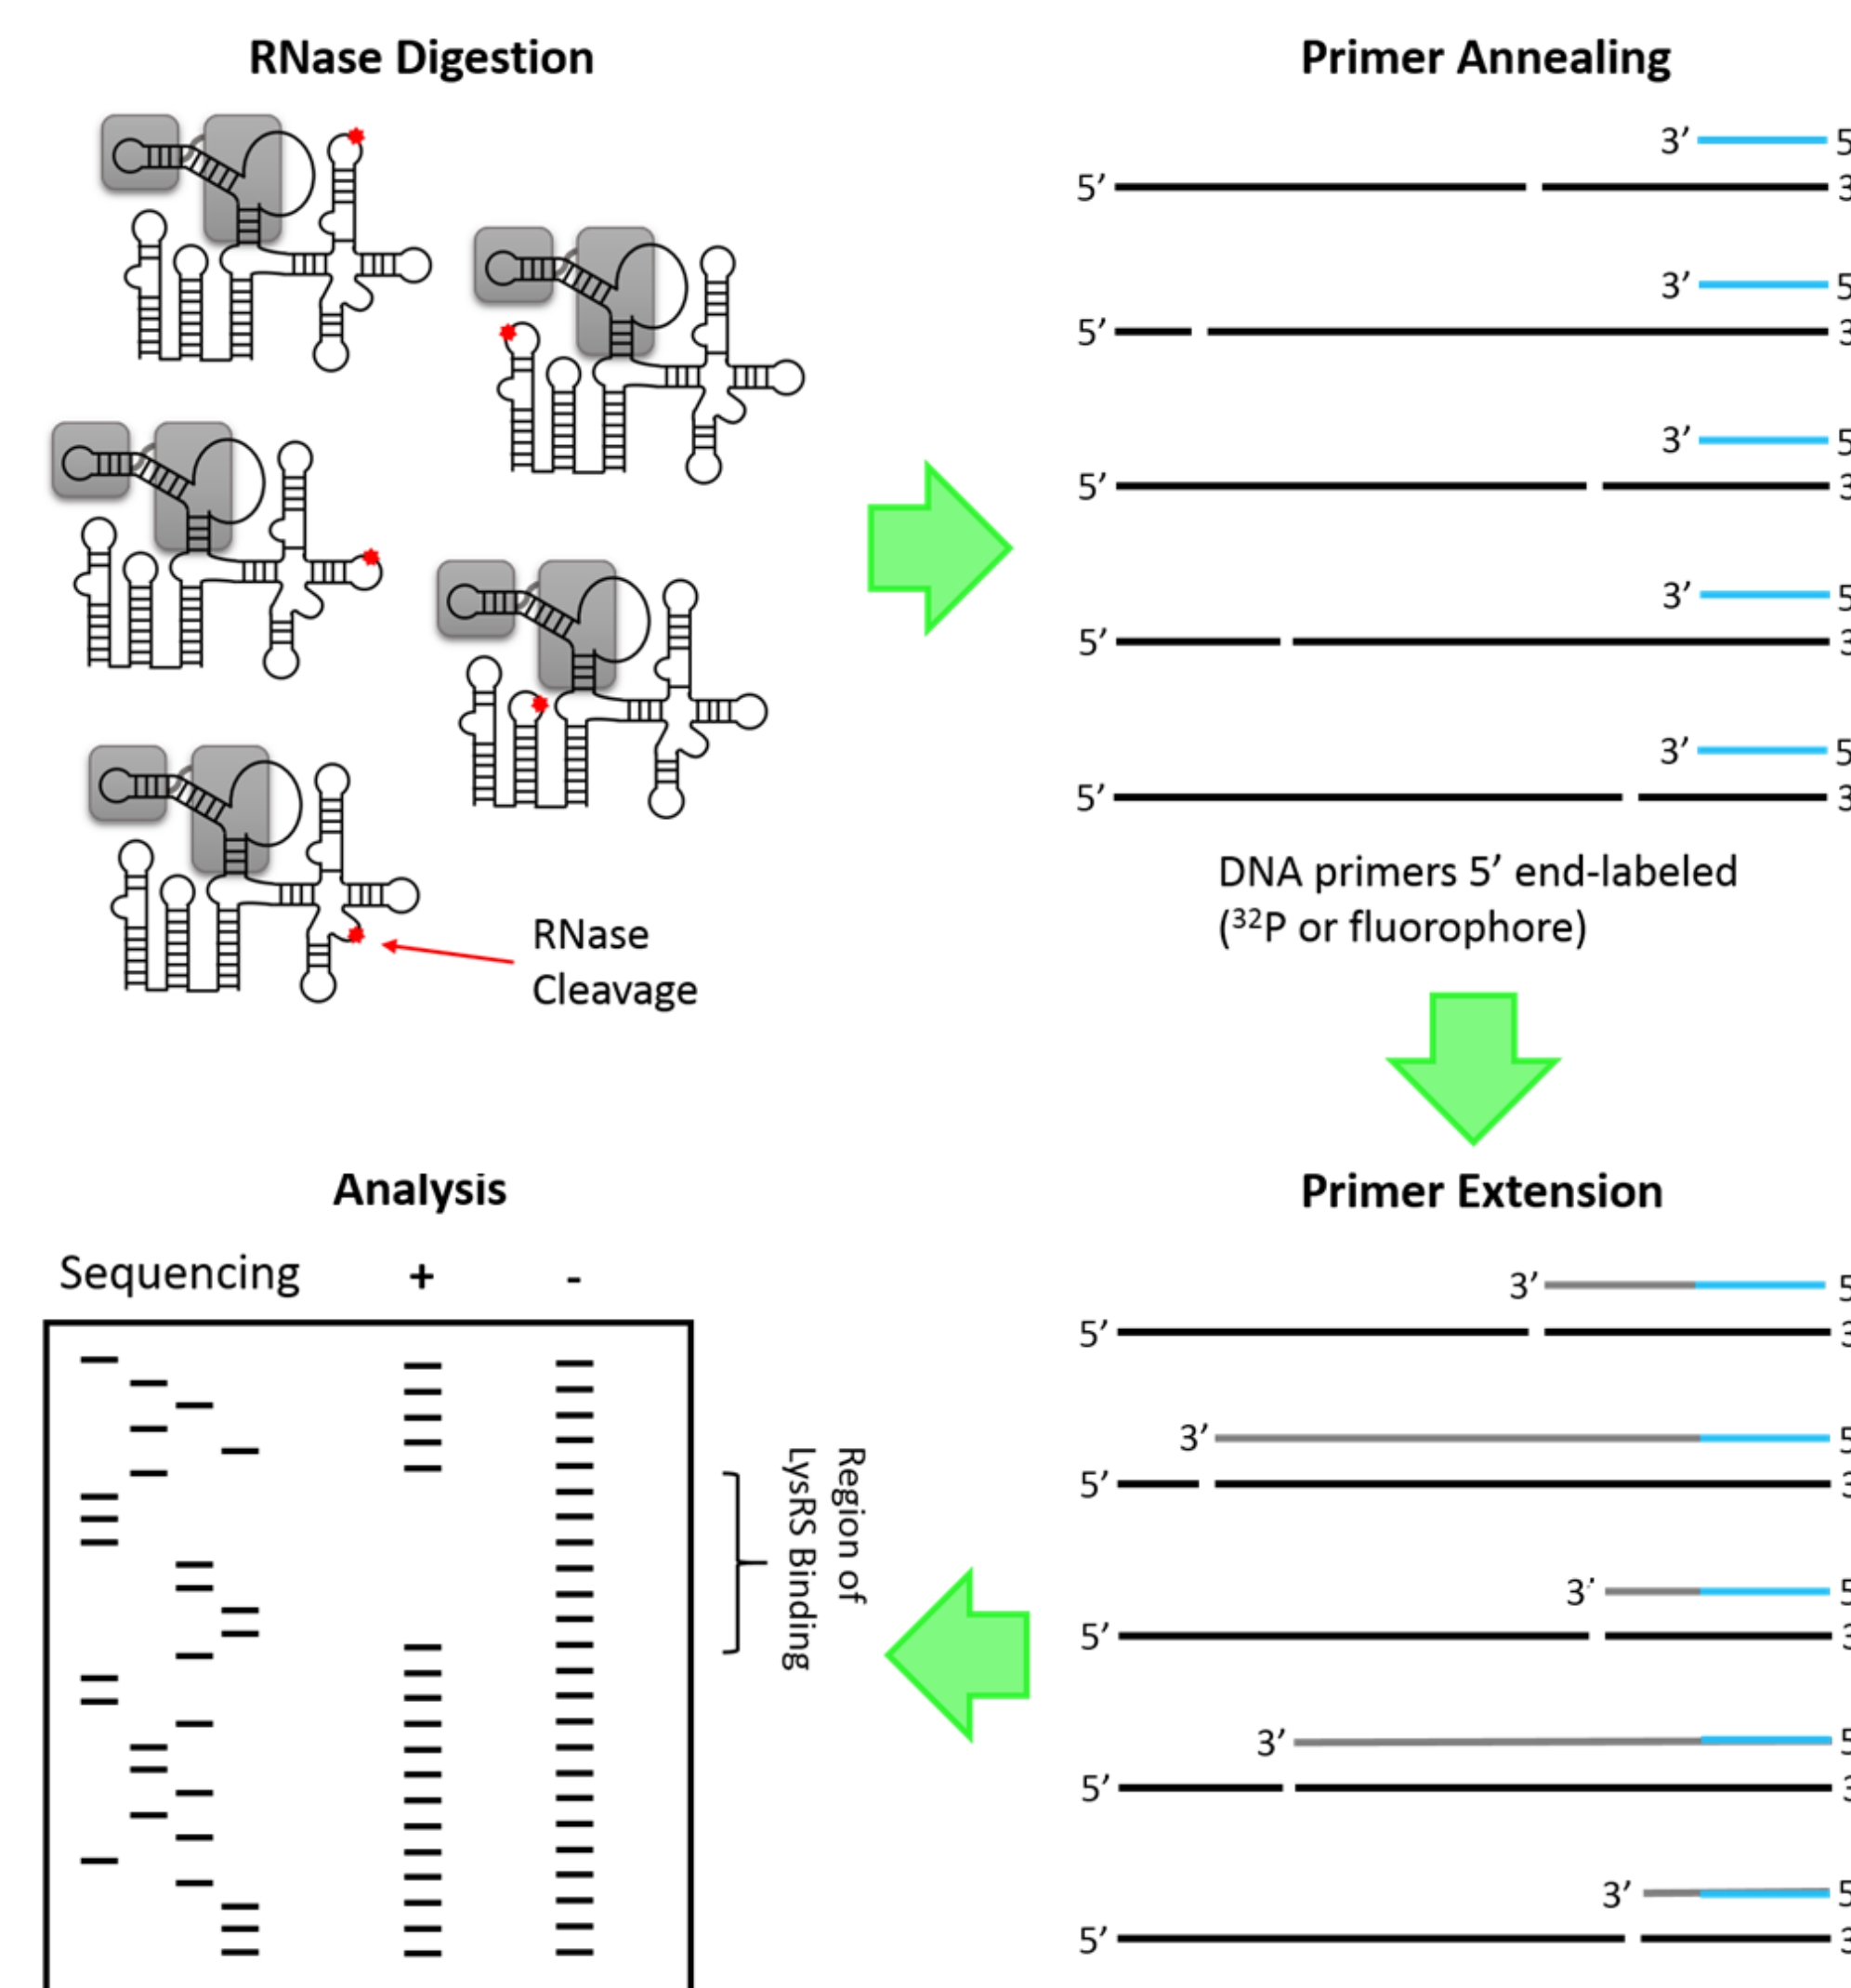 RNase Digestion
RNase
Cleavage
Primer Annealing
3’ 5
5’ 3
3’ 5
5’ 3
3’ 5
5’ 3
3’ 5
5’ 3
3’ 5
5’ 3
DNA primers 5’ end-labeled
(³²P or fluorophore)
Primer Extension
3’ 5
5’ 3
3’ 5
5’ 3
3’ 5
5’ 3
3’ 5
5’ 3
3’ 5
5’ 3
Analysis
Sequencing + -
Region of
LysRS Binding